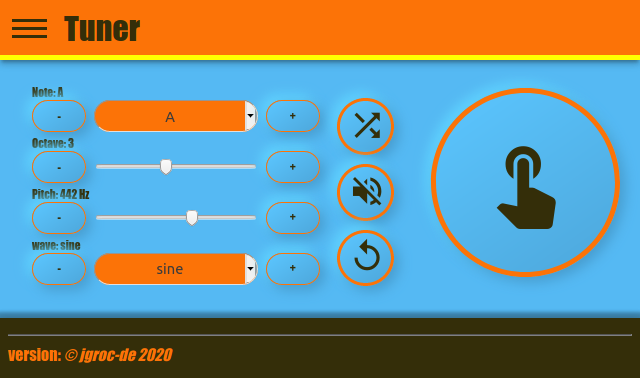 Tuner
Note: A
- A +
Octave: 3
- +
Pitch: 442 Hz
- +
wave: sine
- sine +
version: © jgroc-de 2020